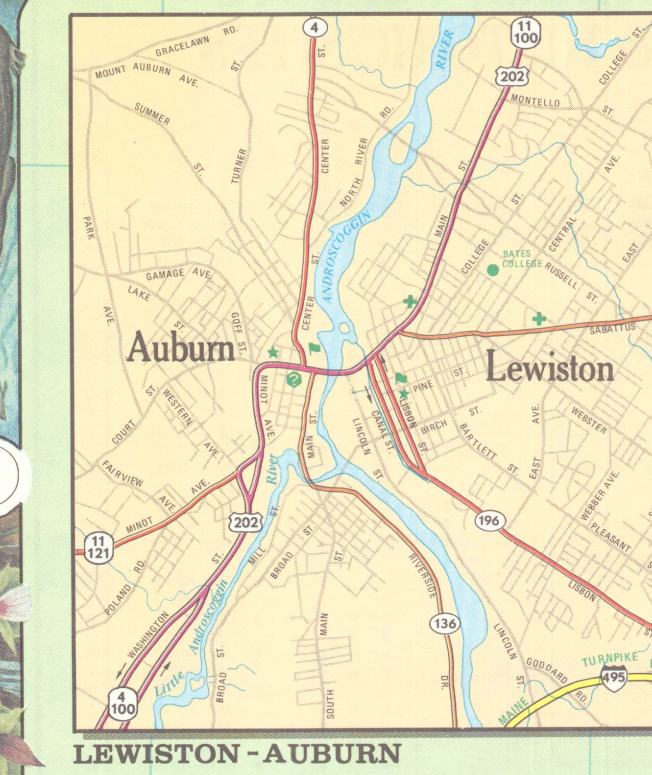 4
11
100
202
GRACELAWN RD.
MOUNT AUBURN AVE.
SUMMER ST.
TURNER ST.
CENTER ST.
NORTH RIVER RD.
RIVER
ANDROSCOGGIN
MONTELLO ST.
COLLEGE ST.
MAIN ST.
COLLEGE ST.
CENTRAL AVE.
EAST
RUSSELL ST.
BATES
COLLEGE
PARK AVE.
GAMAGE AVE.
LAKE ST.
GOFF ST.
CENTER ST.
SABATTUS
Auburn
Lewiston
COURT ST.
WESTERN AVE.
MINOT AVE.
MAIN ST.
PINE ST.
LISBON ST.
CANAL ST.
LINCOLN ST.
BIRCH ST.
BARTLETT ST.
EAST AVE.
WEBSTER
WEBBER AVE.
PLEASANT
S
FAIRVIEW AVE.
MINOT AVE.
River
202
196
11
121
POLAND RD.
WASHINGTON ST.
MILL ST.
BROAD ST
MAIN ST
SOUTH
RIVERSIDE DR.
136
LISBON
ST
LINCOLN ST.
GODDARD RD.
MAINE TURNPIKE
495
Little Androscoggin
BROAD ST.
4
100
LEWISTON - AUBURN